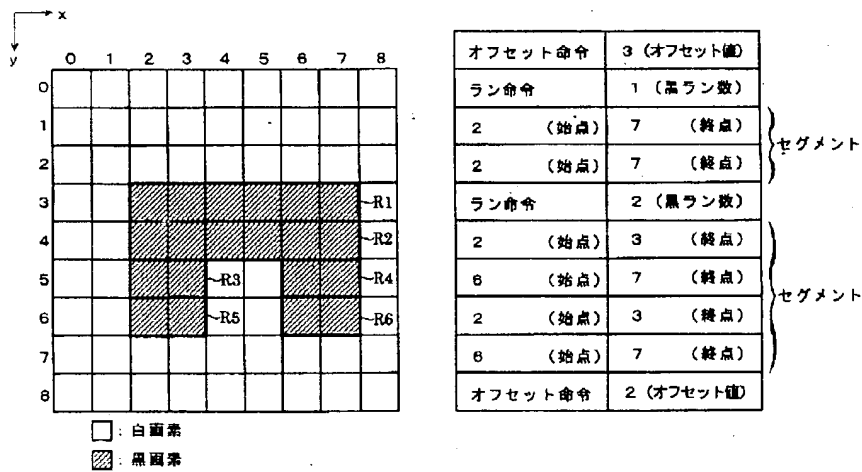 x
y
0 1 2 3 4 5 6 7 8
0
1
2
3
4
5
6
7
8
R1
R2
R3
R4
R5
R6
□: 白画素
▨: 黒画素
オフセット命令 3 (オフセット値)
ラン命令 1 (黒ラン数)
2 (始点) 7 (終点)
2 (始点) 7 (終点)
セグメント
ラン命令 2 (黒ラン数)
2 (始点) 3 (終点)
6 (始点) 7 (終点)
2 (始点) 3 (終点)
6 (始点) 7 (終点)
セグメント
オフセット命令 2 (オフセット値)